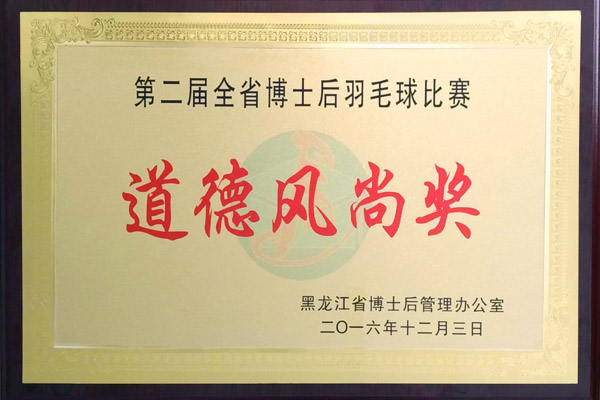 第二届全省博士后羽毛球比赛
道德风尚奖
黑龙江省博士后管理办公室
二〇一六年十二月三日